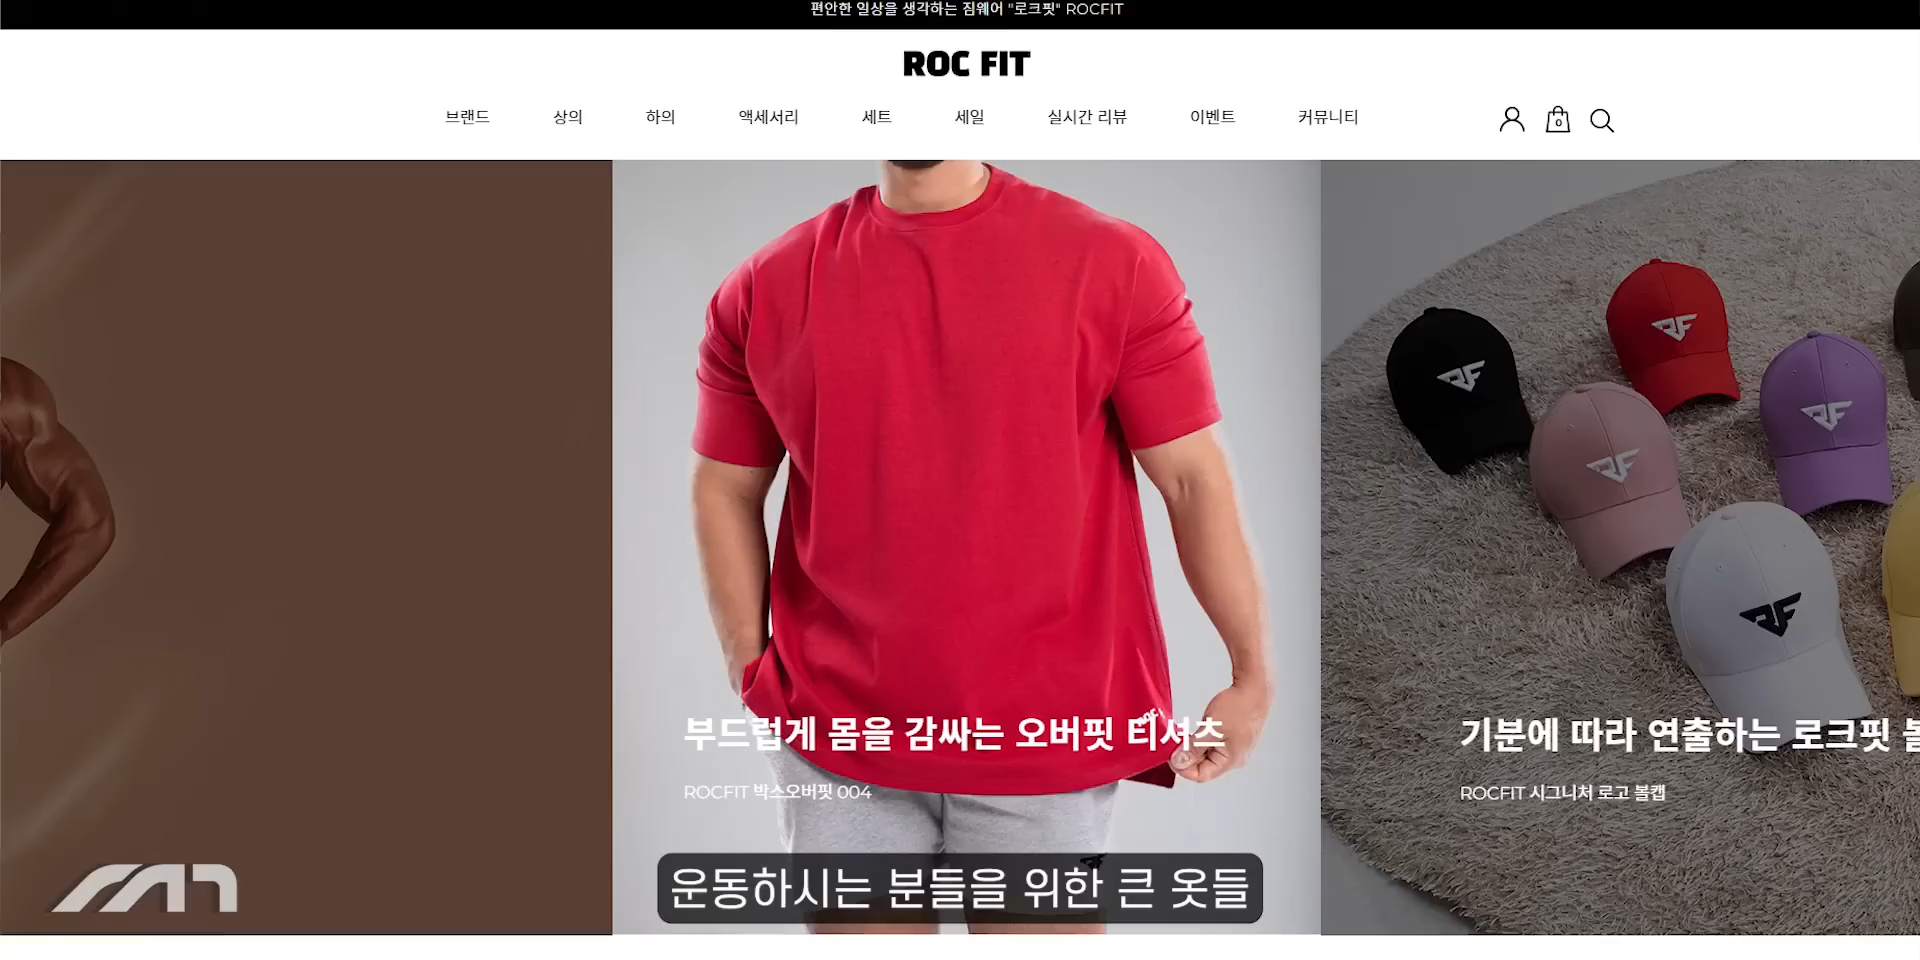 편안한 일상을 생각하는 짐웨어 "로크핏" ROCFIT
ROC FIT
브랜드 상의 하의 액세서리 세트 세일 실시간 리뷰 이벤트 커뮤니티
0
RF
RF
RF
RF
RF
부드럽게 몸을 감싸는 오버핏 티셔츠
ROCFIT 박스오버핏 004
기분에 따라 연출하는 로크핏
ROCFIT 시그니처 로고 볼캡
운동하시는 분들을 위한 큰 옷들